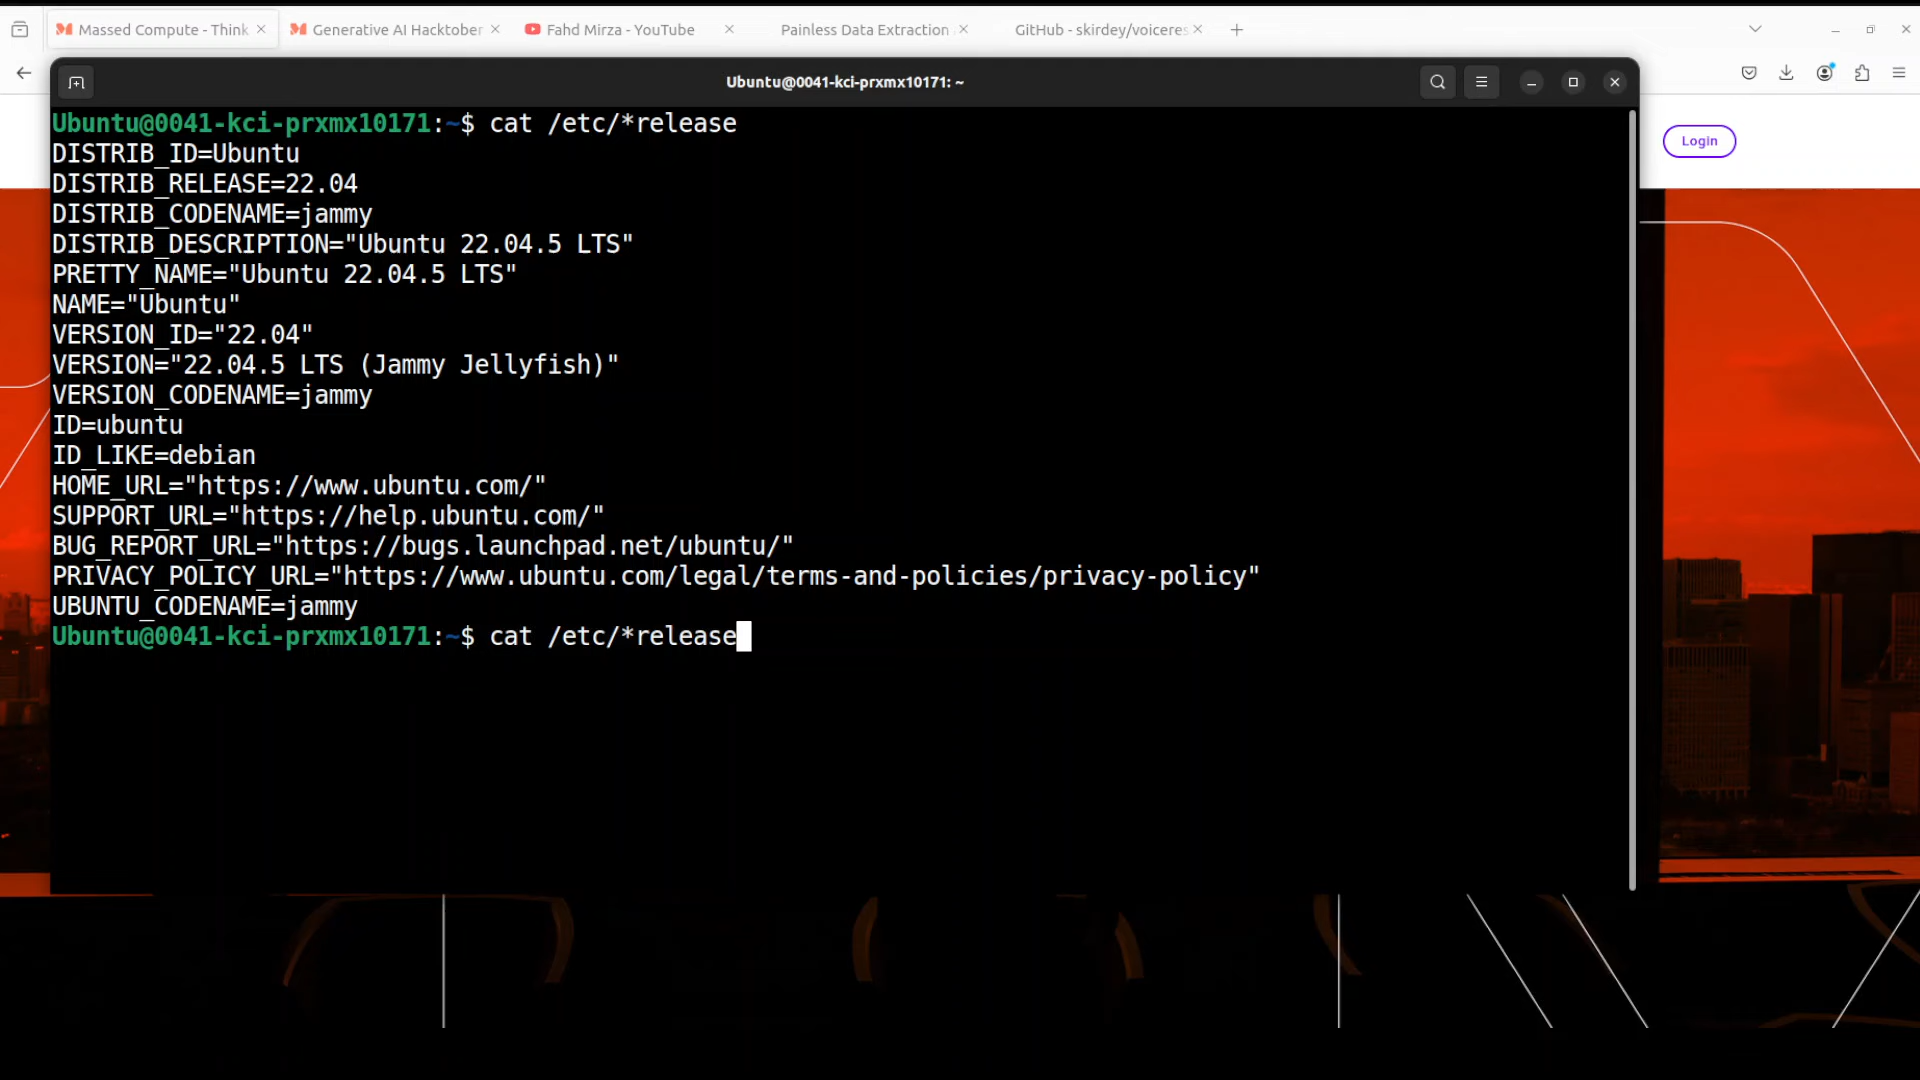 Massed Compute - Think
Generative AI Hacktober
Fahd Mirza - YouTube
Painless Data Extraction
GitHub - skirdey/voiceres
Ubuntu@0041-kci-prxmx10171: ~
Login
Ubuntu@0041-kci-prxmx10171:~$ cat /etc/*release
DISTRIB_ID=Ubuntu
DISTRIB_RELEASE=22.04
DISTRIB_CODENAME=jammy
DISTRIB_DESCRIPTION="Ubuntu 22.04.5 LTS"
PRETTY_NAME="Ubuntu 22.04.5 LTS"
NAME="Ubuntu"
VERSION_ID="22.04"
VERSION="22.04.5 LTS (Jammy Jellyfish)"
VERSION_CODENAME=jammy
ID=ubuntu
ID_LIKE=debian
HOME_URL="https://www.ubuntu.com/"
SUPPORT_URL="https://help.ubuntu.com/"
BUG_REPORT_URL="https://bugs.launchpad.net/ubuntu/"
PRIVACY_POLICY_URL="https://www.ubuntu.com/legal/terms-and-policies/privacy-policy"
UBUNTU_CODENAME=jammy
Ubuntu@0041-kci-prxmx10171:~$ cat /etc/*release